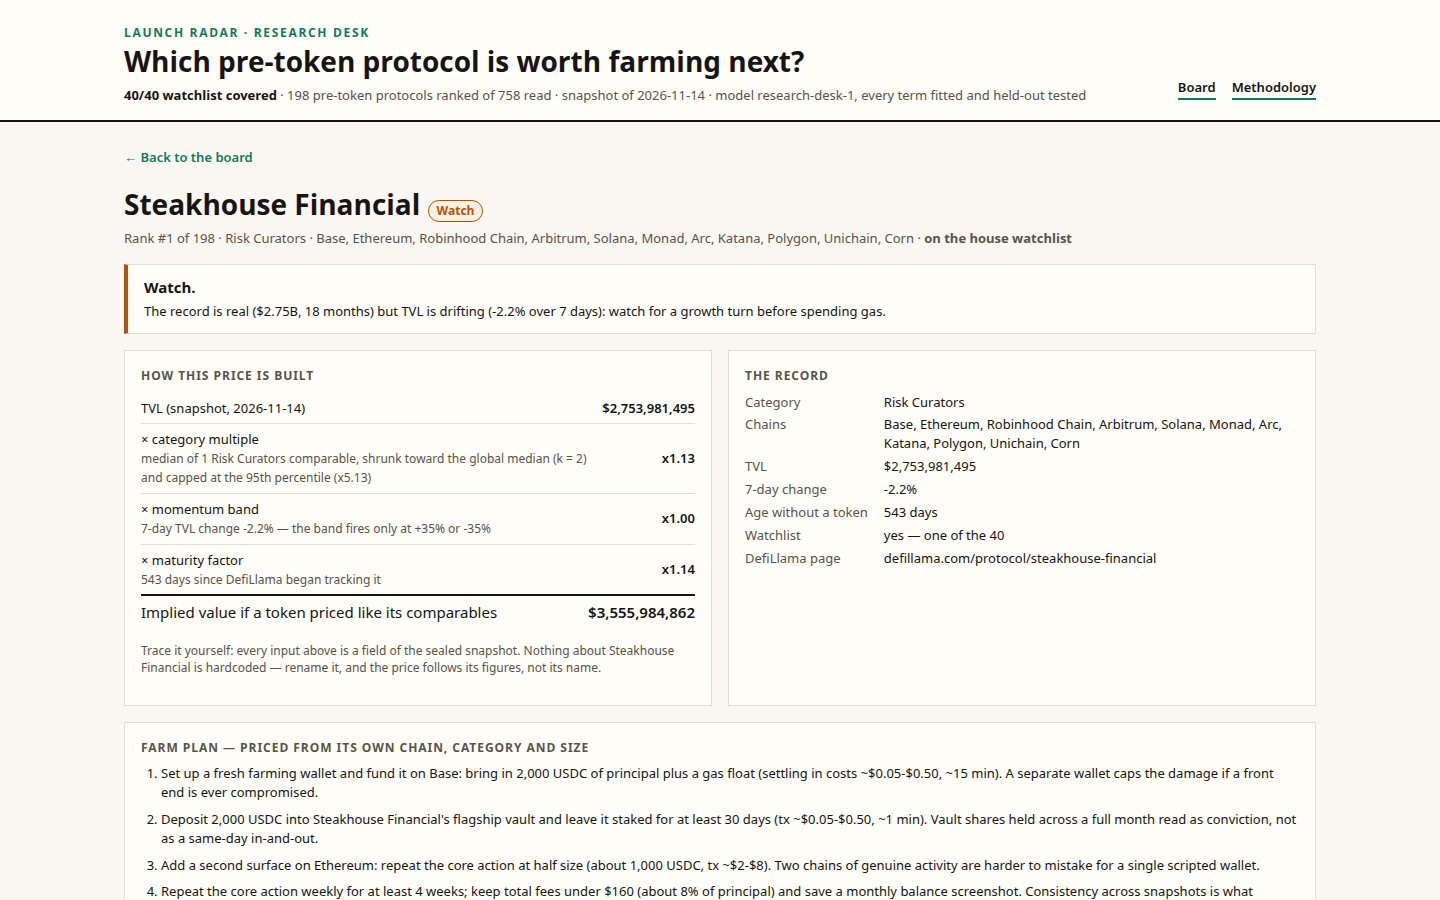 LAUNCH RADAR · RESEARCH DESK
Which pre-token protocol is worth farming next?
40/40 watchlist covered · 198 pre-token protocols ranked of 758 read · snapshot of 2026-11-14 · model research-desk-1, every term fitted and held-out tested
Board Methodology
← Back to the board
Steakhouse Financial Watch
Rank #1 of 198 · Risk Curators · Base, Ethereum, Robinhood Chain, Arbitrum, Solana, Monad, Arc, Katana, Polygon, Unichain, Corn · on the house watchlist
Watch.
The record is real ($2.75B, 18 months) but TVL is drifting (-2.2% over 7 days): watch for a growth turn before spending gas.
HOW THIS PRICE IS BUILT
TVL (snapshot, 2026-11-14) $2,753,981,495
× category multiple
median of 1 Risk Curators comparable, shrunk toward the global median (k = 2)
and capped at the 95th percentile (x5.13)
x1.13
× momentum band
7-day TVL change -2.2% — the band fires only at +35% or -35%
x1.00
× maturity factor
543 days since DefiLlama began tracking it
x1.14
Implied value if a token priced like its comparables $3,555,984,862
Trace it yourself: every input above is a field of the sealed snapshot. Nothing about Steakhouse
Financial is hardcoded — rename it, and the price follows its figures, not its name.
THE RECORD
Category Risk Curators
Chains Base, Ethereum, Robinhood Chain, Arbitrum, Solana, Monad, Arc,
Katana, Polygon, Unichain, Corn
TVL $2,753,981,495
7-day change -2.2%
Age without a token 543 days
Watchlist yes — one of the 40
DefiLlama page defillama.com/protocol/steakhouse-financial
FARM PLAN — PRICED FROM ITS OWN CHAIN, CATEGORY AND SIZE
1. Set up a fresh farming wallet and fund it on Base: bring in 2,000 USDC of principal plus a gas float (settling in costs ~$0.05-$0.50, ~15 min). A separate wallet caps the damage if a front
end is ever compromised.
2. Deposit 2,000 USDC into Steakhouse Financial's flagship vault and leave it staked for at least 30 days (tx ~$0.05-$0.50, ~1 min). Vault shares held across a full month read as conviction, not
as a same-day in-and-out.
3. Add a second surface on Ethereum: repeat the core action at half size (about 1,000 USDC, tx ~$2-$8). Two chains of genuine activity are harder to mistake for a single scripted wallet.
4. Repeat the core action weekly for at least 4 weeks; keep total fees under $160 (about 8% of principal) and save a monthly balance screenshot. Consistency across snapshots is what